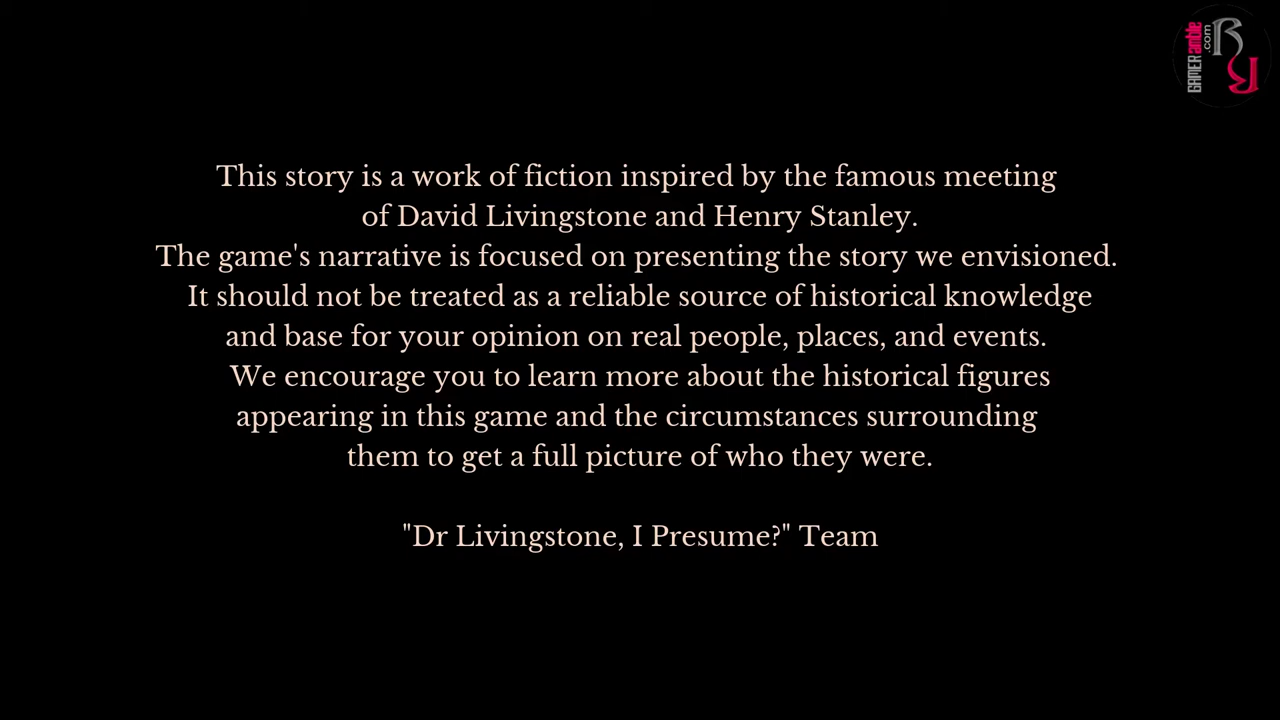 GAMERamble
.com
RY
This story is a work of fiction inspired by the famous meeting
of David Livingstone and Henry Stanley.
The game's narrative is focused on presenting the story we envisioned.
It should not be treated as a reliable source of historical knowledge
and base for your opinion on real people, places, and events.
We encourage you to learn more about the historical figures
appearing in this game and the circumstances surrounding
them to get a full picture of who they were.
"Dr Livingstone, I Presume?" Team